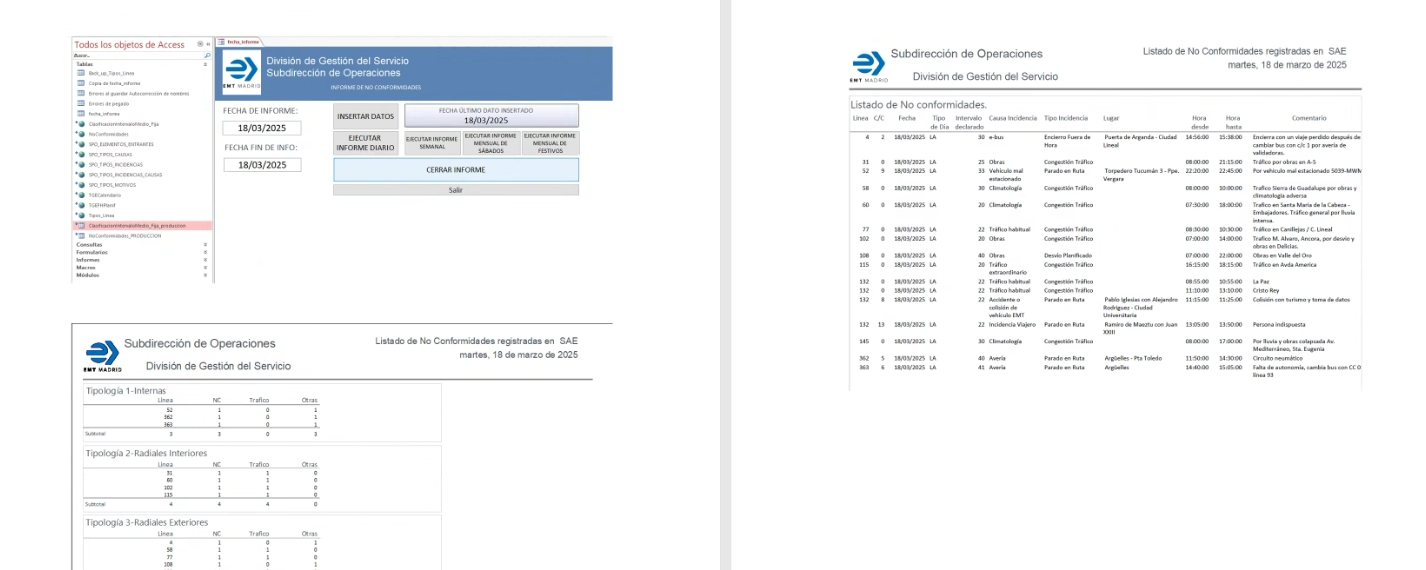 Todos los objetos de Access
Buscar...
Tablas
Back_up_Tipos_Linea
Copia de fecha_informe
Errores al guardar autocorrección de nombres
Errores de pegado
fecha_informe
ClasificacionIntervaloMedio_Fija
NoConformidades
SPO_ELEMENTOS_ENTRANTES
SPO_TIPOS_CAUSAS
SPO_TIPOS_INCIDENCIAS
SPO_TIPOS_INCIDENCIAS_CAUSAS
SPO_TIPOS_MOTIVOS
TGECalendario
TGEFHPlanif
Tipos_Linea
ClasificacionIntervaloMedio_Fija_produccion
NoConformidades_PRODUCCION
Consultas
Formularios
Informes
Macros
Módulos
fecha_informe
EMT MADRID
División de Gestión del Servicio
Subdirección de Operaciones
INFORME DE NO CONFORMIDADES
FECHA DE INFORME:
18/03/2025
FECHA FIN DE INFO:
18/03/2025
INSERTAR DATOS
FECHA ÚLTIMO DATO INSERTADO
18/03/2025
EJECUTAR INFORME DIARIO
EJECUTAR INFORME SEMANAL
EJECUTAR INFORME MENSUAL DE SÁBADOS
EJECUTAR INFORME MENSUAL DE FESTIVOS
CERRAR INFORME
Salir
EMT MADRID
Subdirección de Operaciones
División de Gestión del Servicio
Listado de No Conformidades registradas en SAE
martes, 18 de marzo de 2025
Tipología 1-Internas
Línea NC Trafico Otras
52 1 0 1
362 1 0 1
363 1 0 1
Subtotal 3 3 0 3
Tipología 2-Radiales Interiores
Línea NC Trafico Otras
31 1 1 0
60 1 1 0
102 1 1 0
115 1 1 0
Subtotal 4 4 4 0
Tipología 3-Radiales Exteriores
Línea NC Trafico Otras
4 1 0 1
58 1 1 0
77 1 1 0
108 1 0 1
EMT MADRID
Subdirección de Operaciones
División de Gestión del Servicio
Listado de No Conformidades registradas en SAE
martes, 18 de marzo de 2025
Listado de No conformidades.
Línea C/C Fecha Tipo de Día Intervalo declarado Causa Incidencia Tipo Incidencia Lugar Hora desde Hora hasta Comentario
4 2 18/03/2025 LA 30 e-bus Encierro Fuera de Hora Puerta de Arganda - Ciudad Lineal 14:56:00 15:38:00 Encierra con un viaje perdido después de cambiar bus con c/c 1 por avería de validadoras.
31 0 18/03/2025 LA 25 Obras Congestión Tráfico 08:00:00 21:15:00 Tráfico por obras en A-5
52 9 18/03/2025 LA 33 Vehículo mal estacionado Parado en Ruta Torpedero Tucumán 3 - Ppe. Vergara 22:20:00 22:45:00 Por vehículo mal estacionado 5039-MWM
58 0 18/03/2025 LA 30 Climatología Congestión Tráfico 08:00:00 10:00:00 Trafico Sierra de Guadalupe por obras y climatología adversa
60 0 18/03/2025 LA 20 Climatología Congestión Tráfico 07:30:00 18:00:00 Trafico en Santa Maria de la Cabeza - Embajadores. Tráfico general por lluvia intensa.
77 0 18/03/2025 LA 22 Tráfico habitual Congestión Tráfico 08:30:00 10:30:00 Tráfico en Canillejas / C. Lineal
102 0 18/03/2025 LA 20 Obras Congestión Tráfico 07:00:00 14:00:00 Trafico M. Alvaro, Ancora, por desvio y obras en Delicias.
108 0 18/03/2025 LA 40 Obras Desvío Planificado 07:00:00 22:00:00 Obras en Valle del Oro
115 0 18/03/2025 LA 20 Tráfico extraordinario Congestión Tráfico 16:15:00 18:15:00 Tráfico en Avda America
132 0 18/03/2025 LA 22 Tráfico habitual Congestión Tráfico 08:55:00 10:55:00 La Paz
132 0 18/03/2025 LA 22 Tráfico habitual Congestión Tráfico 11:10:00 13:10:00 Cristo Rey
132 8 18/03/2025 LA 22 Accidente o colisión de vehículo EMT Parado en Ruta Pablo Iglesias con Alejandro Rodríguez - Ciudad Universitaria 11:15:00 11:25:00 Colisión con turismo y toma de datos
132 13 18/03/2025 LA 22 Incidencia Viajero Parado en Ruta Ramiro de Maeztu con Juan XXIII 13:05:00 13:50:00 Persona indispuesta
145 0 18/03/2025 LA 30 Climatología Congestión Tráfico 08:00:00 17:00:00 Por lluvia y obras colapsada Av. Mediterráneo, Sta. Eugenia
362 5 18/03/2025 LA 40 Avería Parado en Ruta Argüelles - Pta Toledo 11:50:00 14:30:00 Circuito neumático
363 6 18/03/2025 LA 41 Avería Parado en Ruta Argüelles 14:40:00 15:05:00 Falta de autonomía, cambia bus con CC 0 línea 93